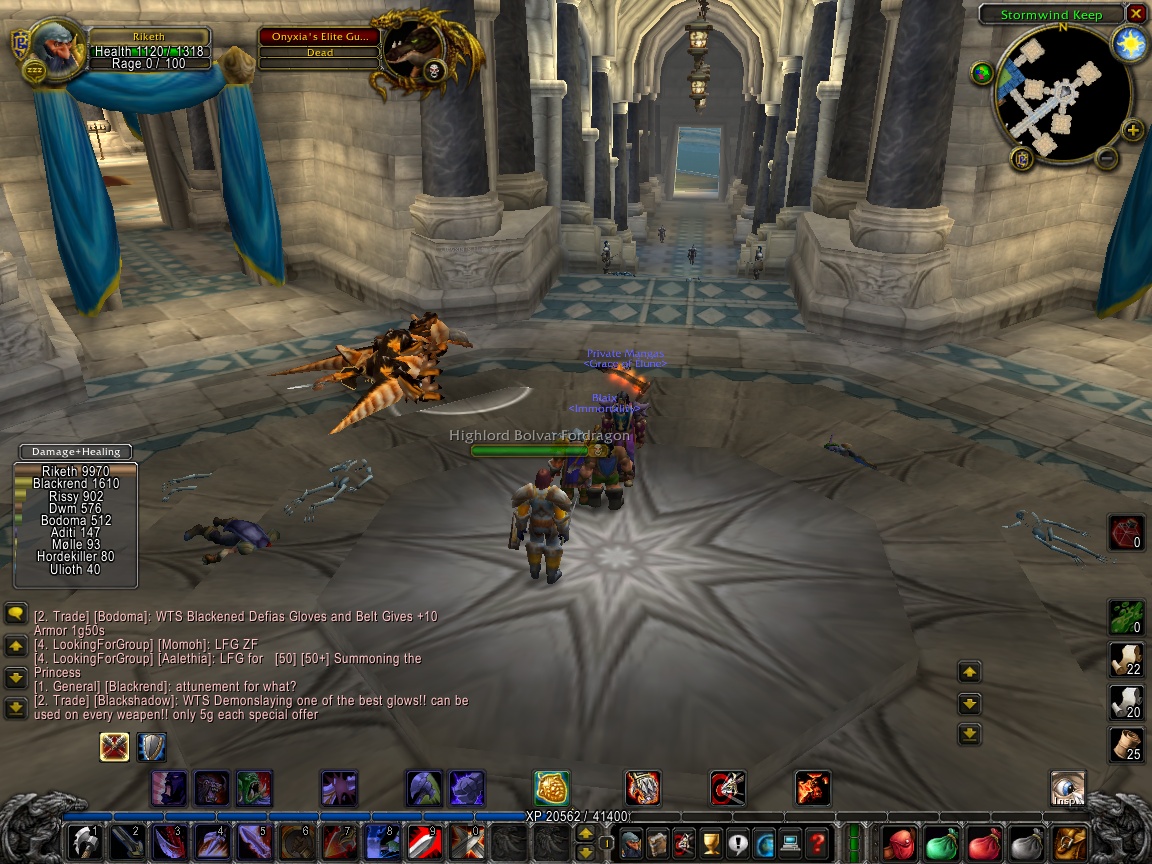 Riketh
Health 1120 / 1318
Rage 0 / 100
zzz
Onyxia's Elite Gu...
Dead
Stormwind Keep
N
Private Mangas
<Grace of Elune>
Blaix
<Immortality>
Highlord Bolvar Fordragon
Damage+Healing
Riketh 9970
Blackrend 1610
Rissy 902
Dwm 576
Bodoma 512
Aditi 147
Mølle 93
Hordekiller 80
Ulioth 40
[2. Trade] [Bodoma]: WTS Blackened Defias Gloves and Belt Gives +10
Armor 1g50s
[4. LookingForGroup] [Momoh]: LFG ZF
[4. LookingForGroup] [Aalethia]: LFG for [50] [50+] Summoning the
Princess
[1. General] [Blackrend]: attunement for what?
[2. Trade] [Blackshadow]: WTS Demonslaying one of the best glows!! can be
used on every weapen!! only 5g each special offer
0
0
22
20
25
Insp
XP 20562 / 41400
1 2 3 4 5 6 7 8 9 0
1